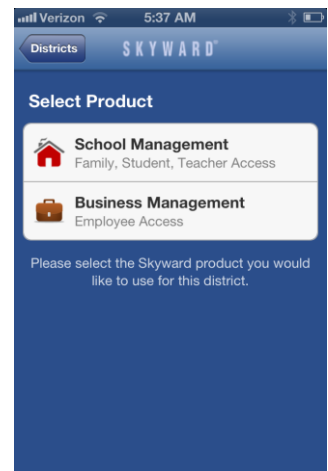 Verizon 5:37 AM
Districts SKYWARD
Select Product
School Management
Family, Student, Teacher Access
Business Management
Employee Access
Please select the Skyward product you would
like to use for this district.